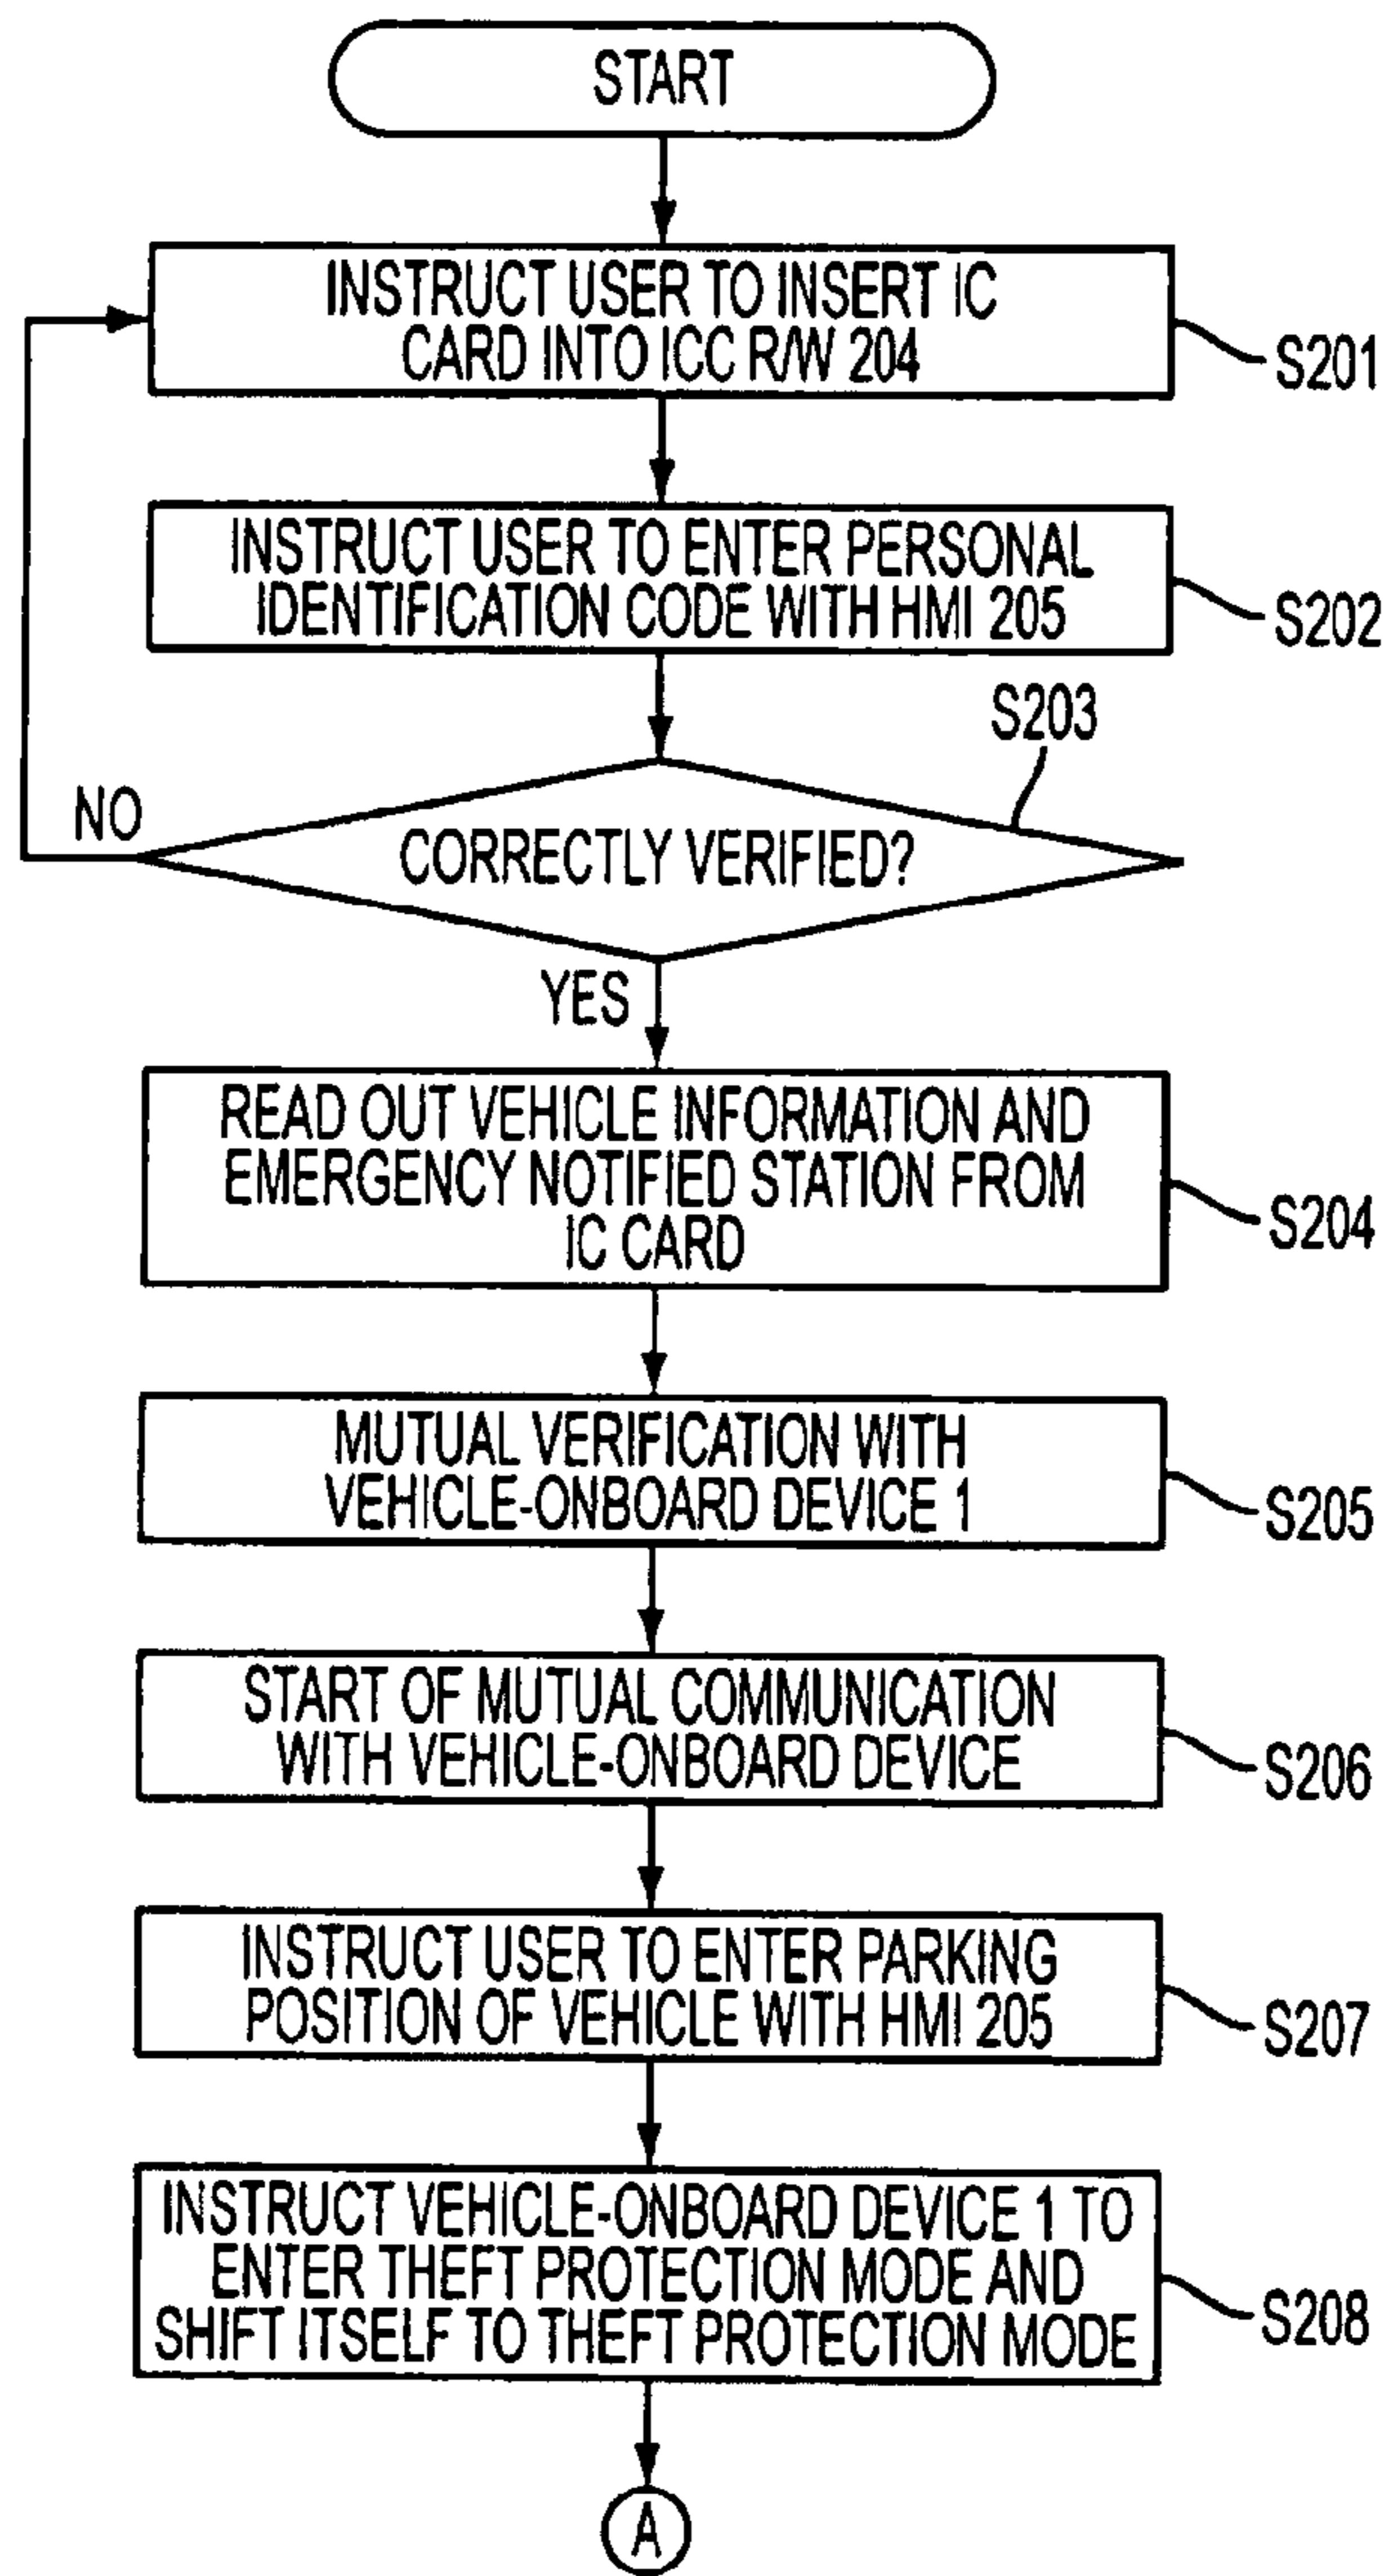 START
INSTRUCT USER TO INSERT IC
CARD INTO ICC R/W 204
S201
INSTRUCT USER TO ENTER PERSONAL
IDENTIFICATION CODE WITH HMI 205
S202
S203
NO
CORRECTLY VERIFIED?
YES
READ OUT VEHICLE INFORMATION AND
EMERGENCY NOTIFIED STATION FROM
IC CARD
S204
MUTUAL VERIFICATION WITH
VEHICLE-ONBOARD DEVICE 1
S205
START OF MUTUAL COMMUNICATION
WITH VEHICLE-ONBOARD DEVICE
S206
INSTRUCT USER TO ENTER PARKING
POSITION OF VEHICLE WITH HMI 205
S207
INSTRUCT VEHICLE-ONBOARD DEVICE 1 TO
ENTER THEFT PROTECTION MODE AND
SHIFT ITSELF TO THEFT PROTECTION MODE
S208
A